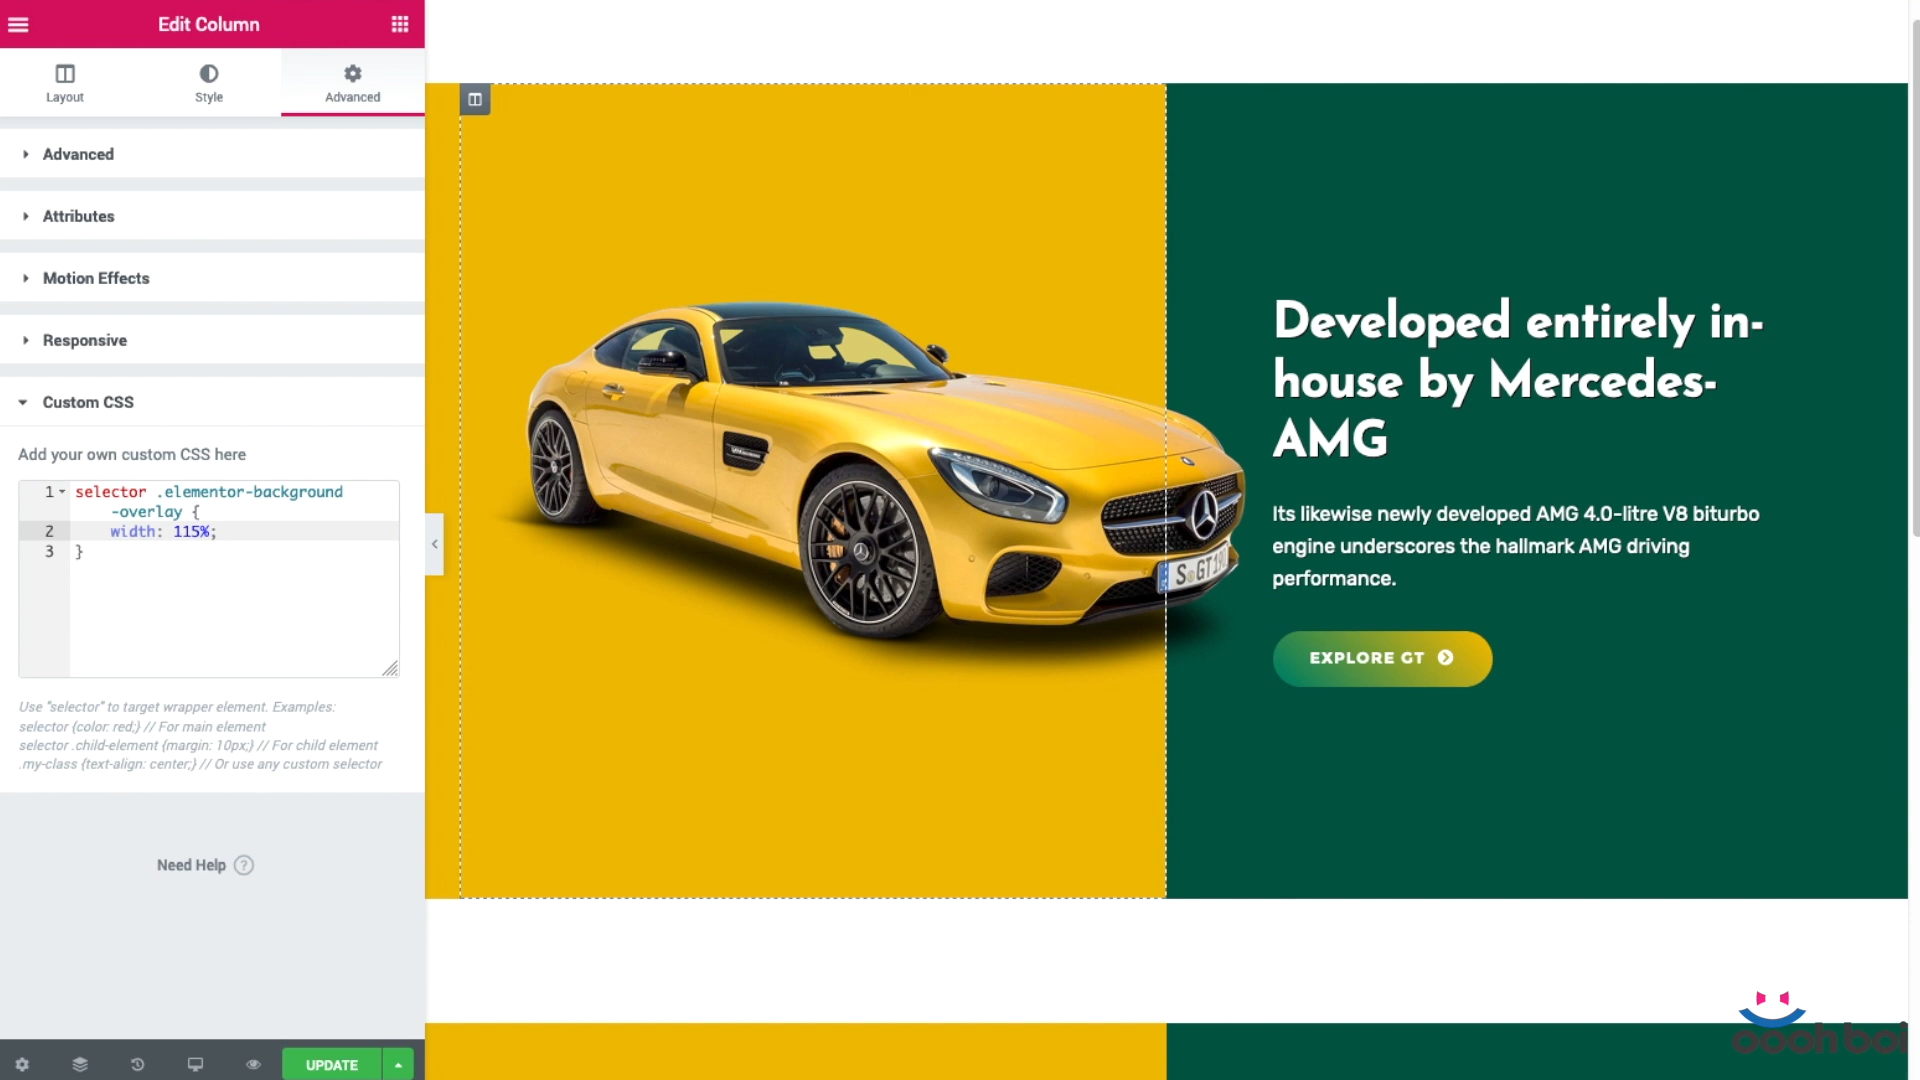 Edit Column
Layout
Style
Advanced
Advanced
Attributes
Motion Effects
Responsive
Custom CSS
Add your own custom CSS here
1 selector .elementor-background
-overlay {
2 width: 115%;
3 }
Use "selector" to target wrapper element. Examples:
selector {color: red;} // For main element
selector .child-element {margin: 10px;} // For child element
.my-class {text-align: center;} // Or use any custom selector
Need Help ?
UPDATE
Developed entirely in-
house by Mercedes-
AMG
Its likewise newly developed AMG 4.0-litre V8 biturbo
engine underscores the hallmark AMG driving
performance.
EXPLORE GT
S GT 190
ooohboi